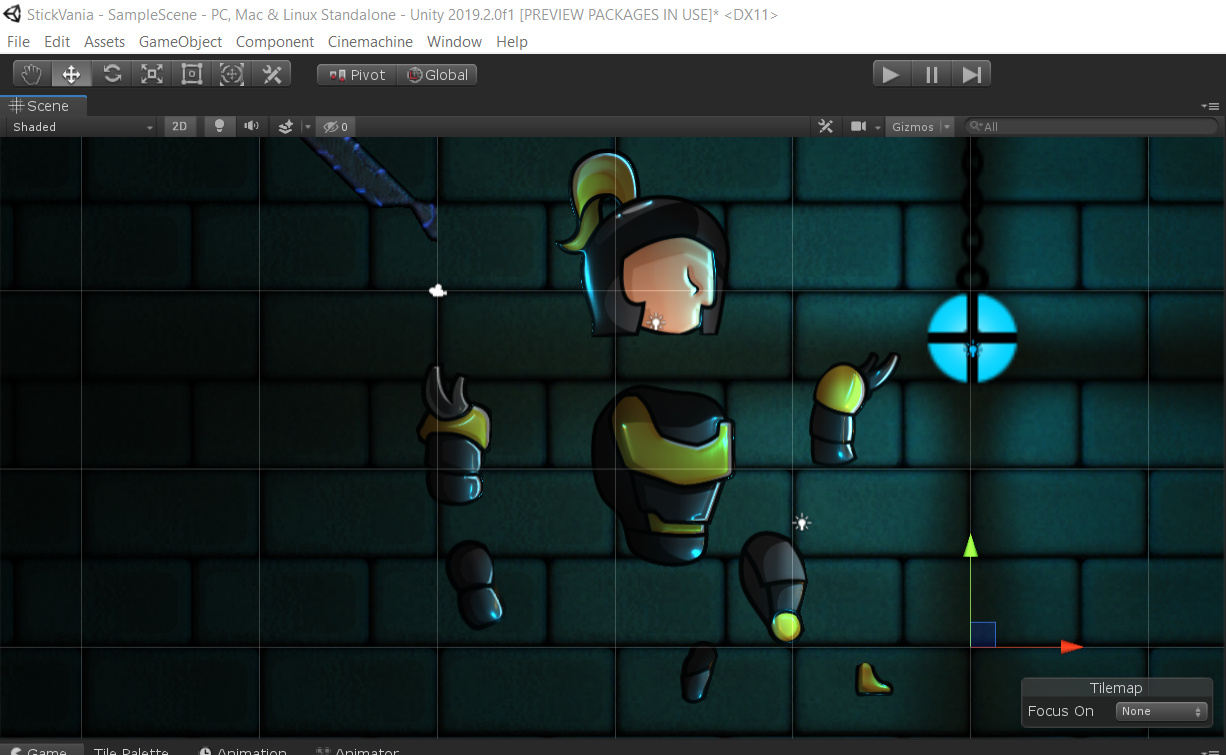 StickVania - SampleScene - PC, Mac & Linux Standalone - Unity 2019.2.0f1 [PREVIEW PACKAGES IN USE]* <DX11>
File Edit Assets GameObject Component Cinemachine Window Help
Pivot Global
Scene
Shaded 2D 0 Gizmos All
Tilemap
Focus On None
Game Tile Palette Animation Animator